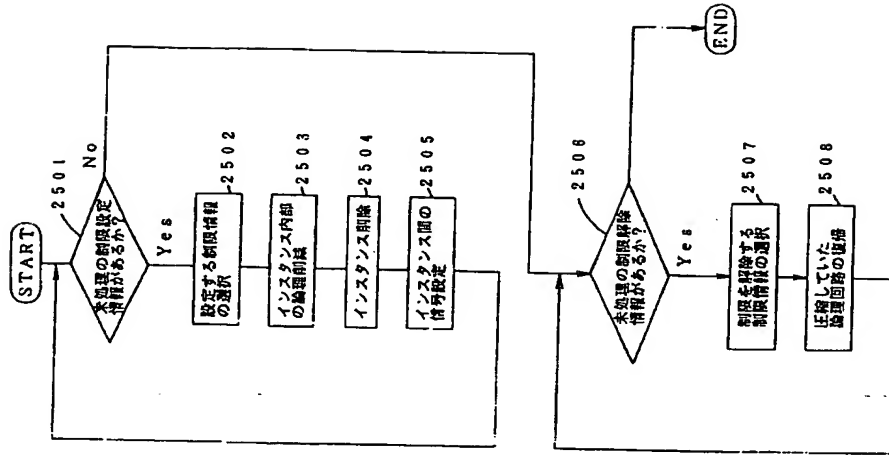 START
2501
未処理の制限設定
情報があるか?
No
Yes
2502
設定する制限情報
の選択
2503
インスタンス内部
の論理削減
2504
インスタンス削除
2505
インスタンス間の
信号設定
2506
未処理の制限解除
情報があるか?
END
Yes
2507
制限を解除する
制限情報の選択
2508
圧縮していた
論理回路の復倍